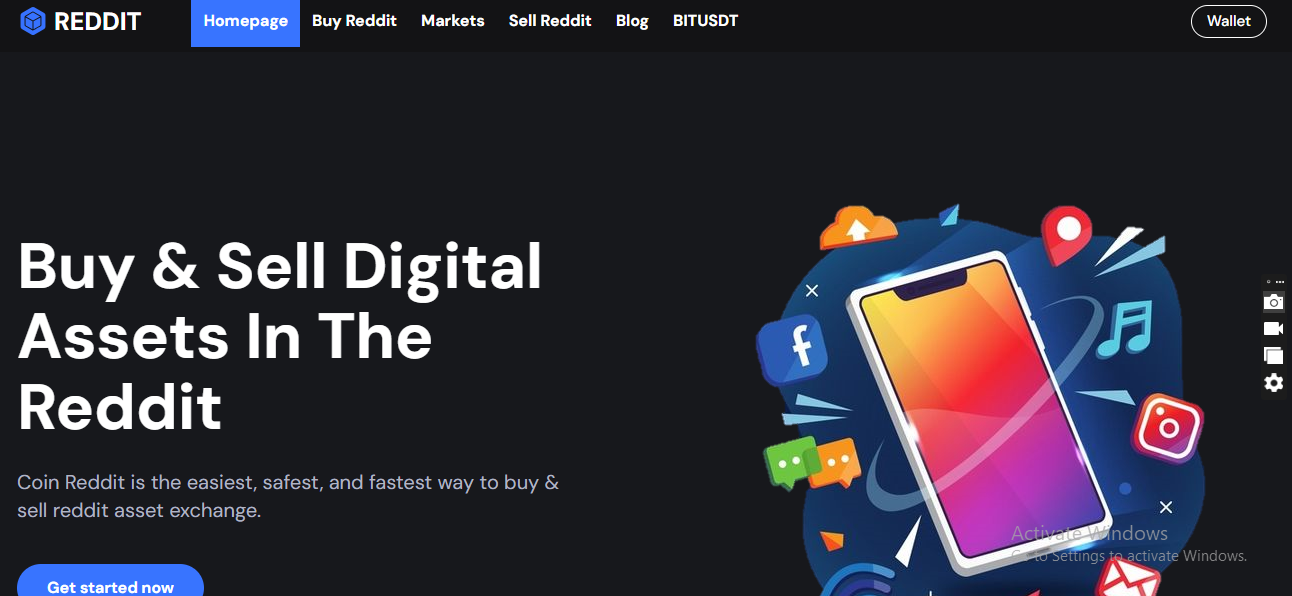 REDDIT
Homepage
Buy Reddit
Markets
Sell Reddit
Blog
BITUSDT
Wallet
Buy & Sell Digital
Assets In The
Reddit
Coin Reddit is the easiest, safest, and fastest way to buy &
sell reddit asset exchange.
Get started now
Activate Windows
Go to Settings to activate Windows.